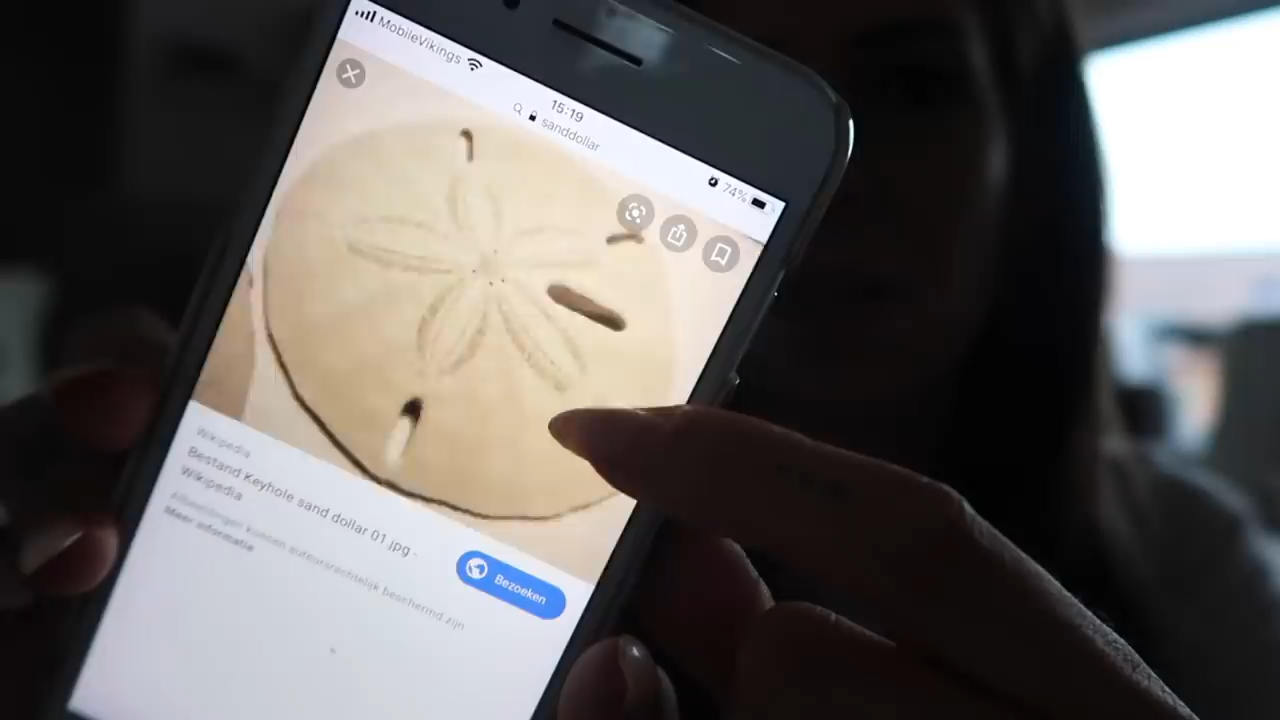 MobileVikings
15:19
sanddollar
74%
Wikipedia
Bestand Keyhole sand dollar 01.jpg -
Wikipedia
Afbeeldingen kunnen auteursrechtelijk beschermd zijn
Meer informatie
Bezoeken